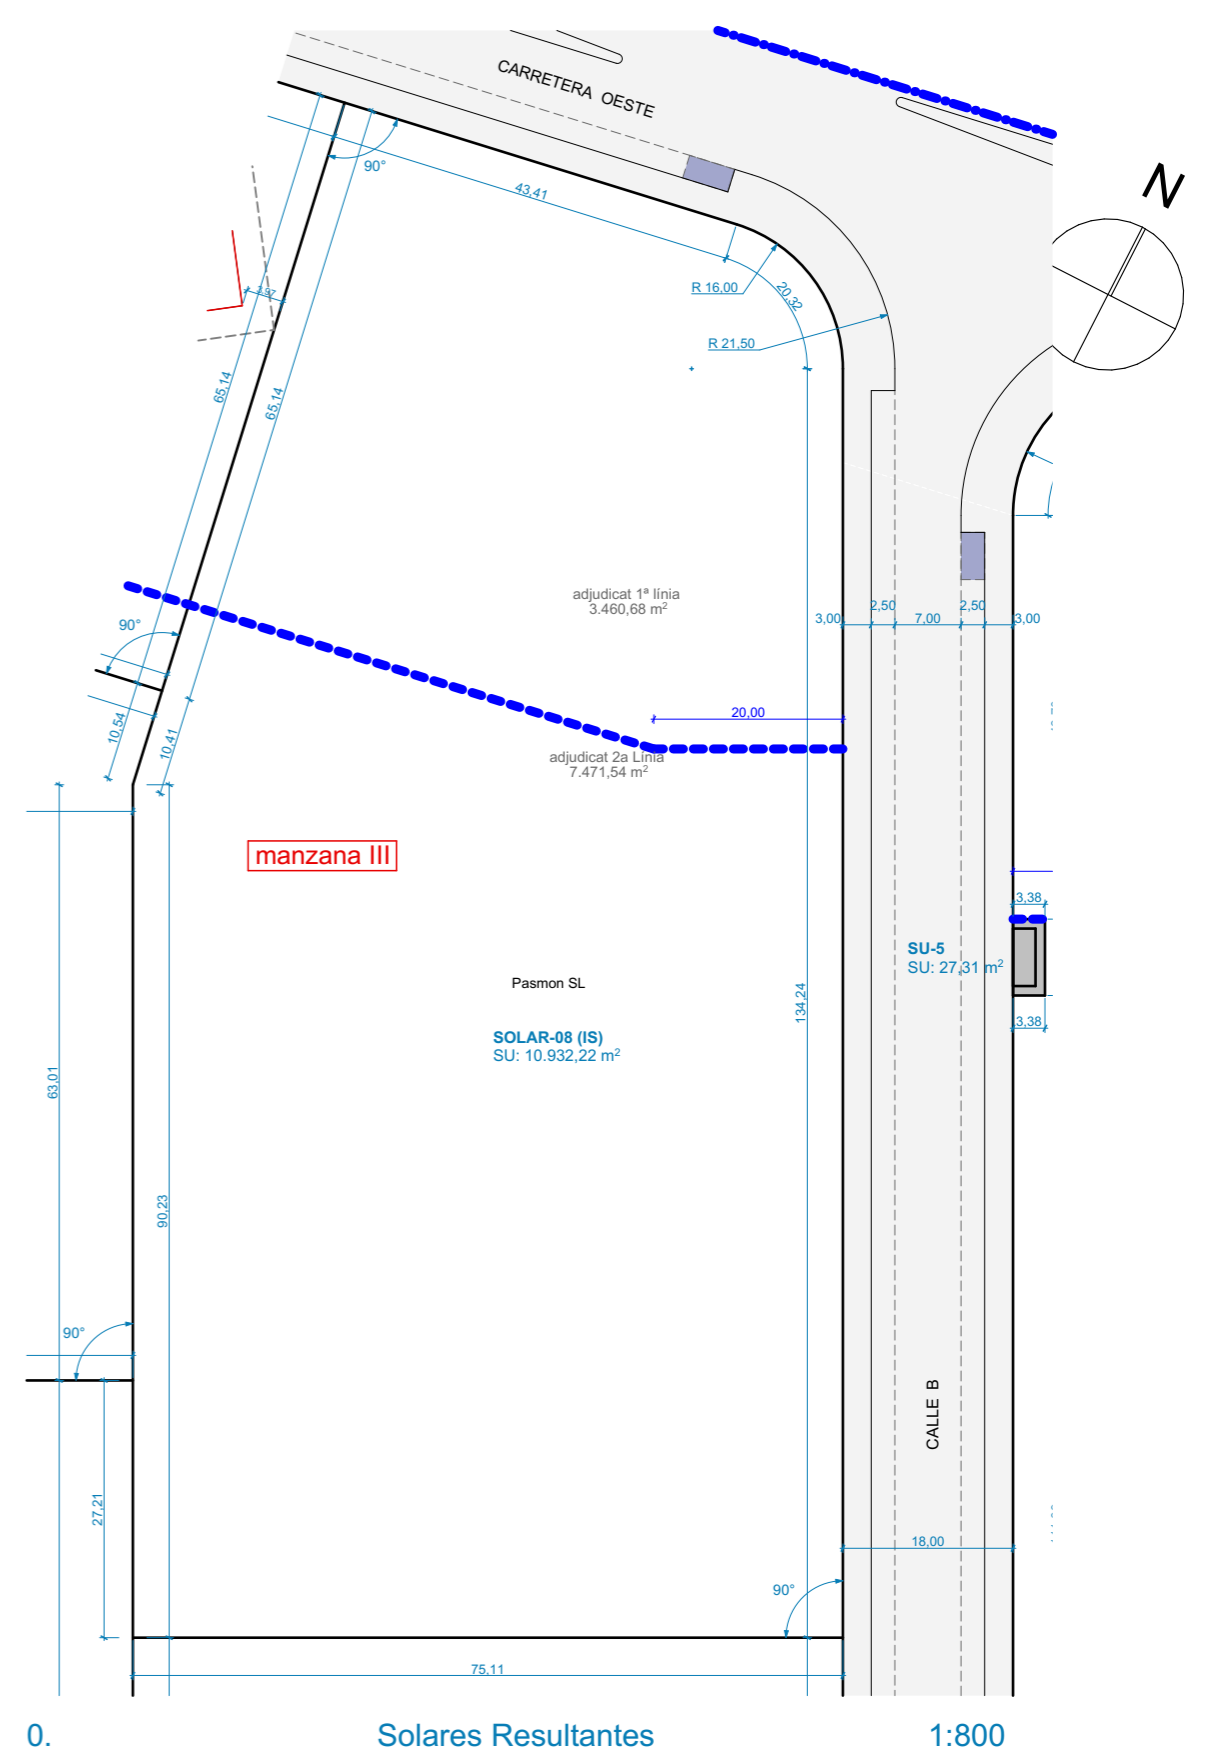 CARRETERA OESTE
N
90°
43,41
3,97
R 16,00
20,32
R 21,50
65,14
65,14
adjudicat 1ª línia
3.460,68 m²
3,00
2,50
7,00
2,50
3,00
90°
20,00
10,54
10,41
adjudicat 2a Línia
7.471,54 m²
manzana III
3,38
SU-5
SU: 27,31 m²
Pasmon SL
134,24
3,38
SOLAR-08 (IS)
SU: 10.932,22 m²
63,01
90,23
90°
CALLE B
27,21
18,00
90°
75,11
0.
Solares Resultantes
1:800